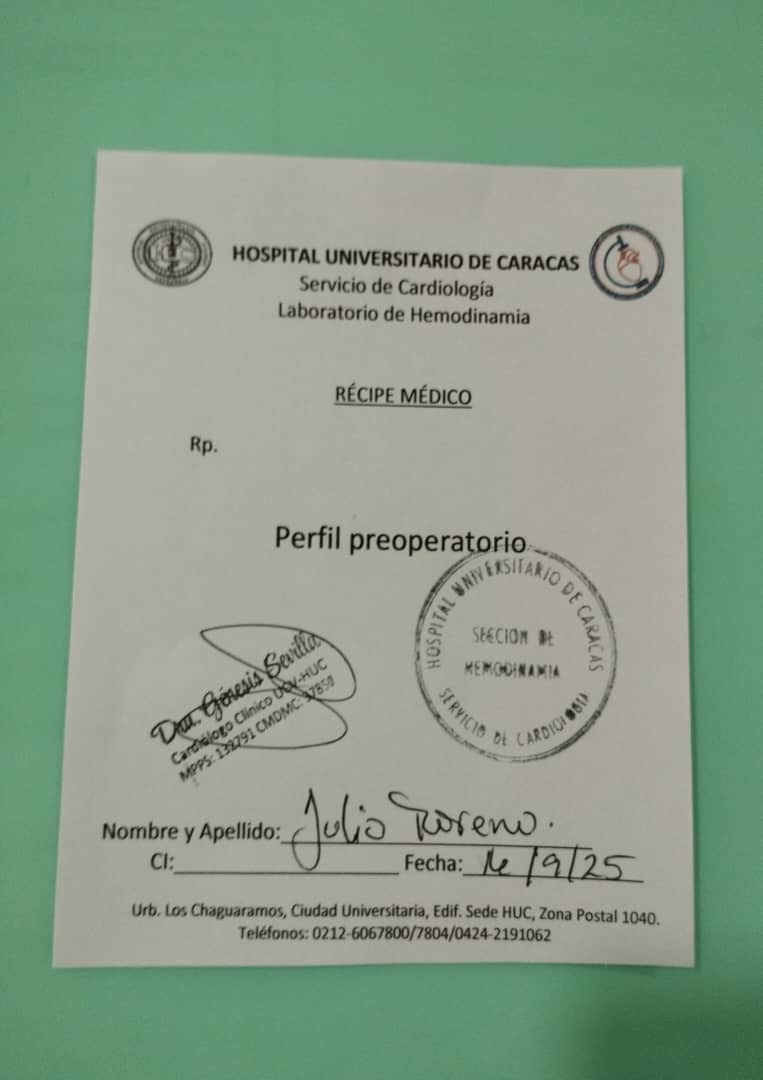 HOSPITAL UNIVERSITARIO DE CARACAS
Servicio de Cardiología
Laboratorio de Hemodinamia
RÉCIPE MÉDICO
Rp.
Perfil preoperatorio
HOSPITAL UNIVERSITARIO DE CARACAS
SECCION DE
HEMODINAMIA
SERVICIO DE CARDIOLOGIA
Dra. Génesis Sevilla
Cardiólogo Clínico UCV-HUC
MPPS: 139791 CMDMC: 37850
Nombre y Apellido: Julio Moreno.
CI: Fecha: 16/9/25
Urb. Los Chaguaramos, Ciudad Universitaria, Edif. Sede HUC, Zona Postal 1040.
Teléfonos: 0212-6067800/7804/0424-2191062